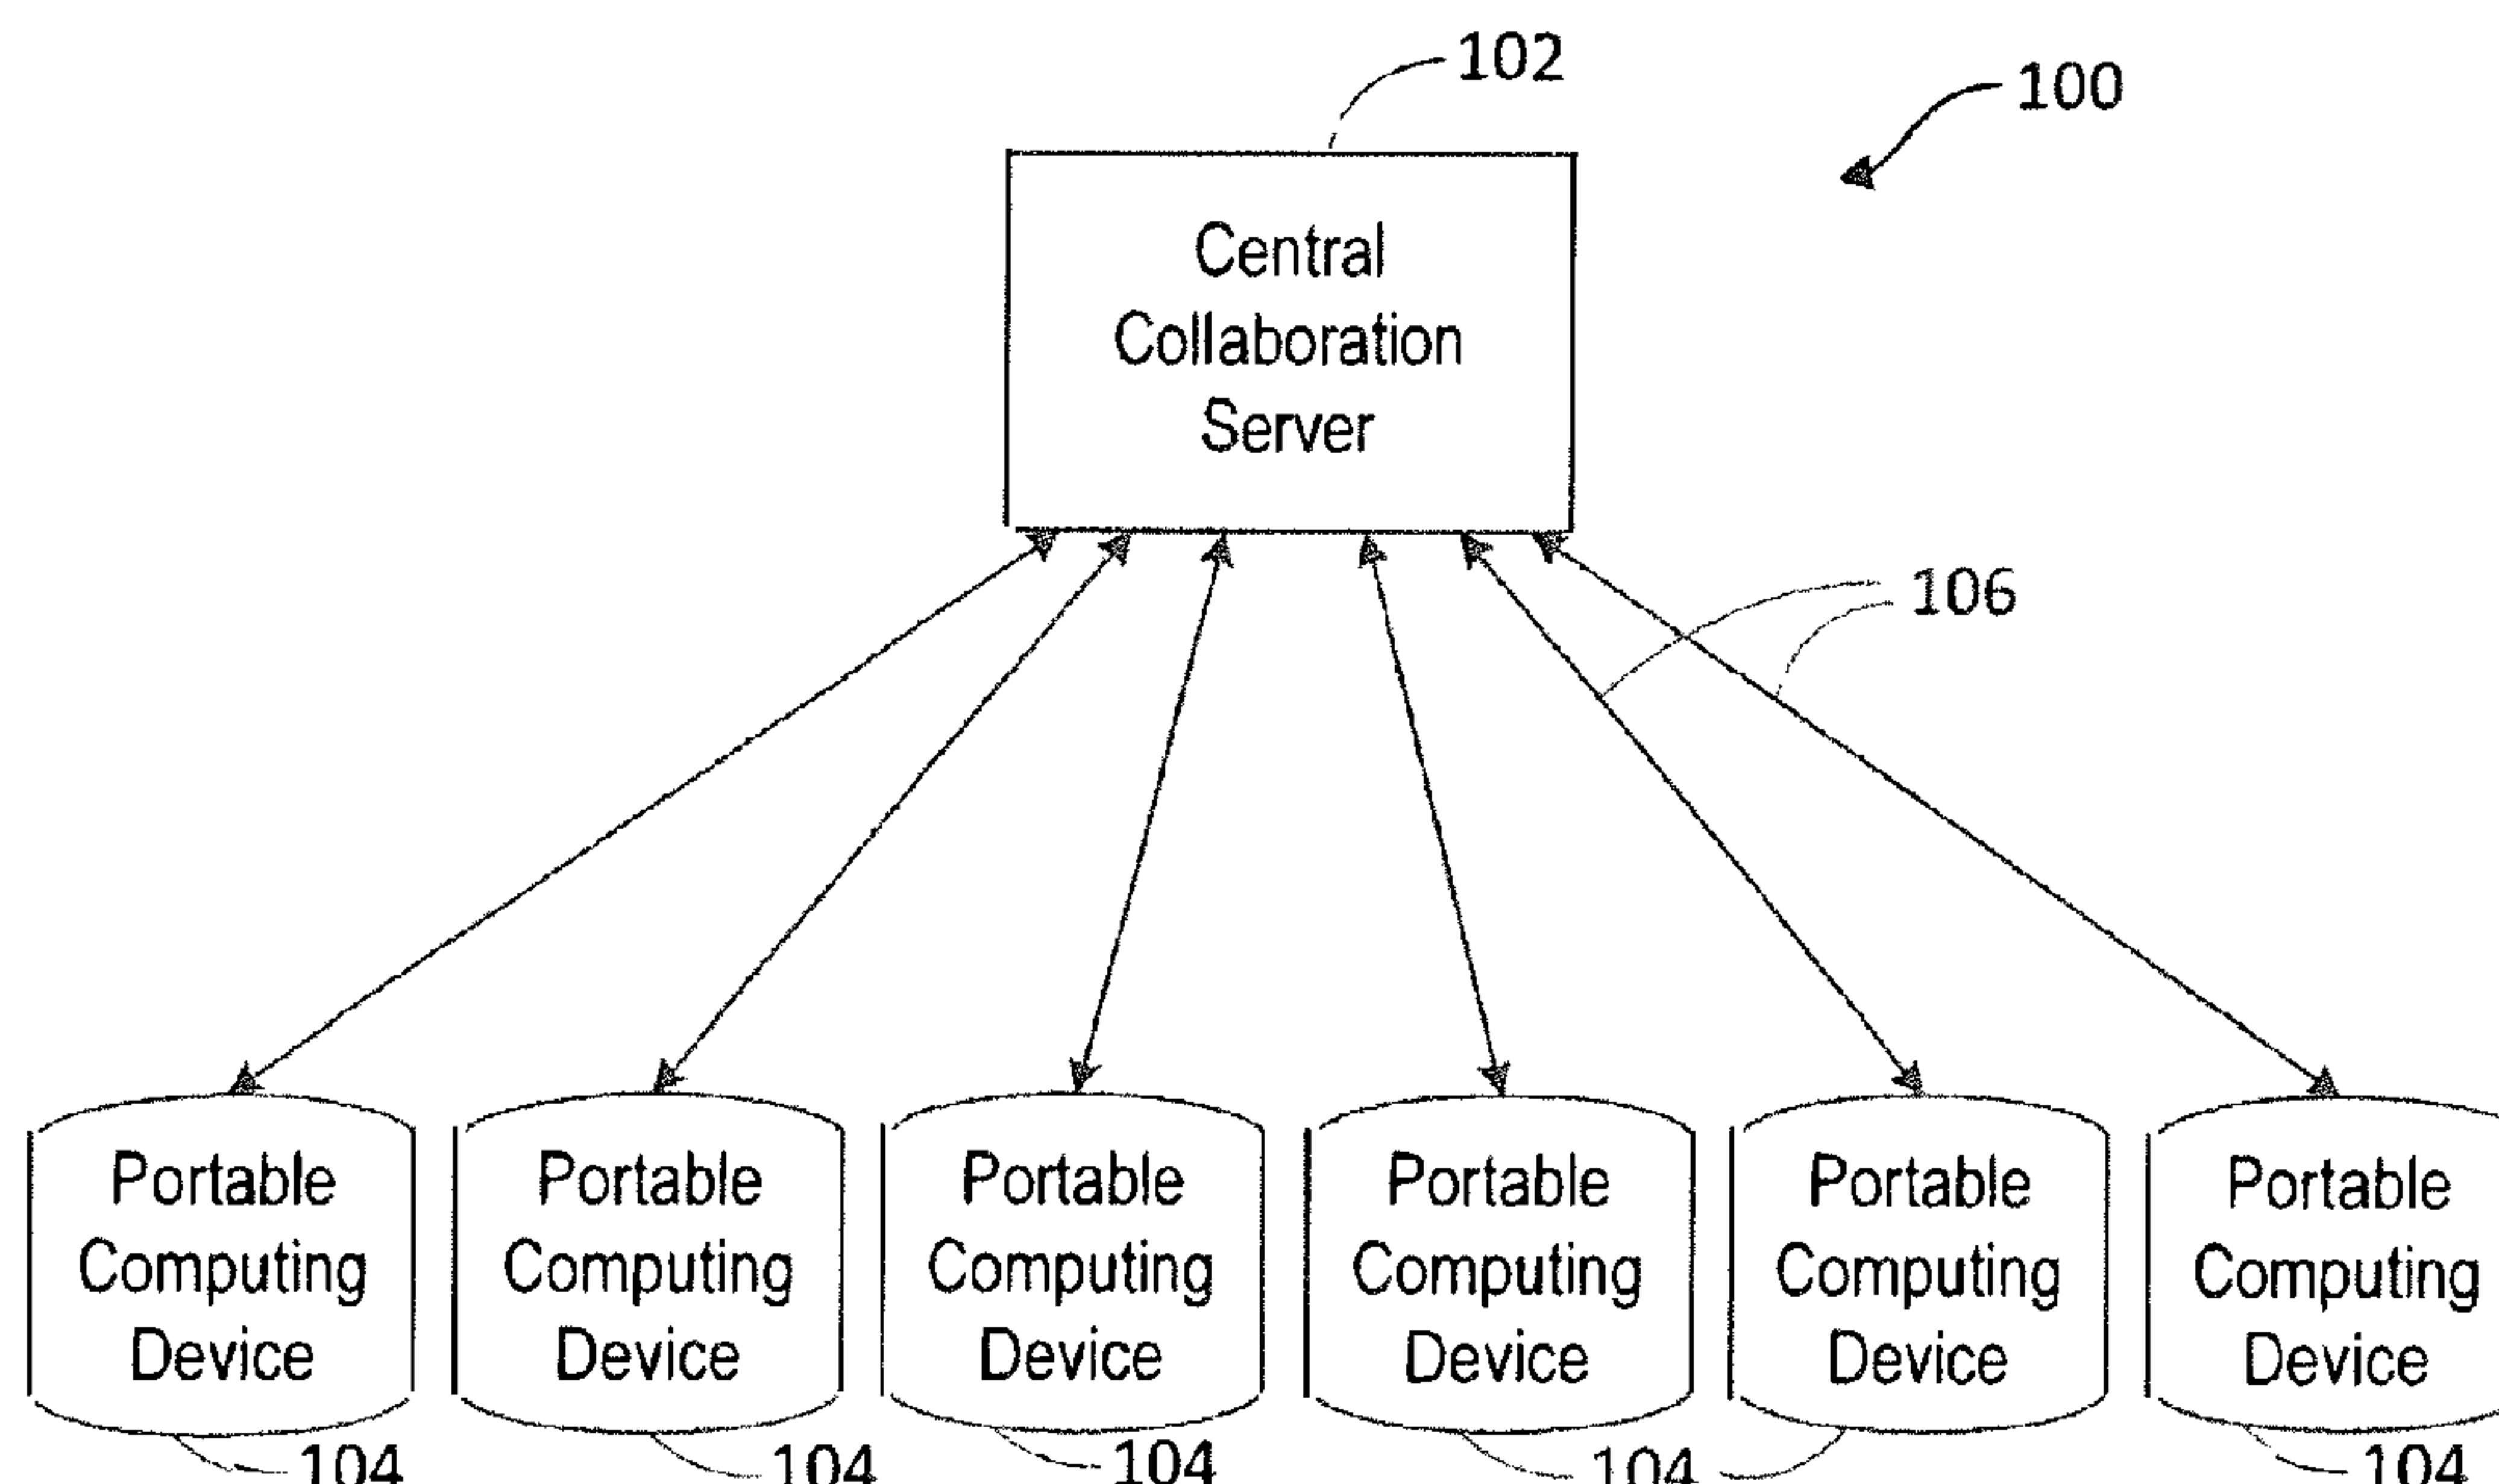 102
100
Central
Collaboration
Server
106
Portable
Computing
Device
Portable
Computing
Device
Portable
Computing
Device
Portable
Computing
Device
Portable
Computing
Device
Portable
Computing
Device
104
104
104
104
104